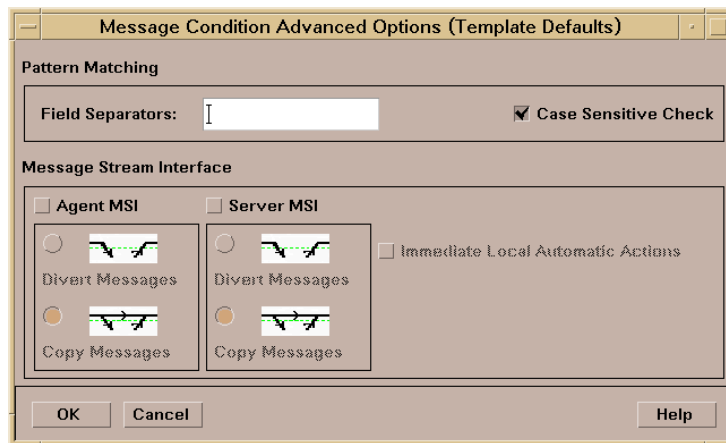 Message Condition Advanced Options (Template Defaults)
Pattern Matching
Field Separators:
Case Sensitive Check
Message Stream Interface
Agent MSI
Server MSI
Divert Messages
Divert Messages
Immediate Local Automatic Actions
Copy Messages
Copy Messages
OK
Cancel
Help